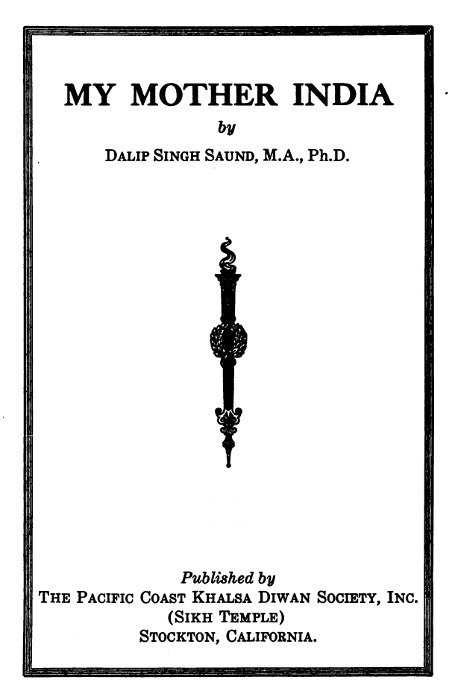 MY MOTHER INDIA
by
DALIP SINGH SAUND, M.A., Ph.D.
Published by
THE PACIFIC COAST KHALSA DIWAN SOCIETY, INC.
(SIKH TEMPLE)
STOCKTON, CALIFORNIA.